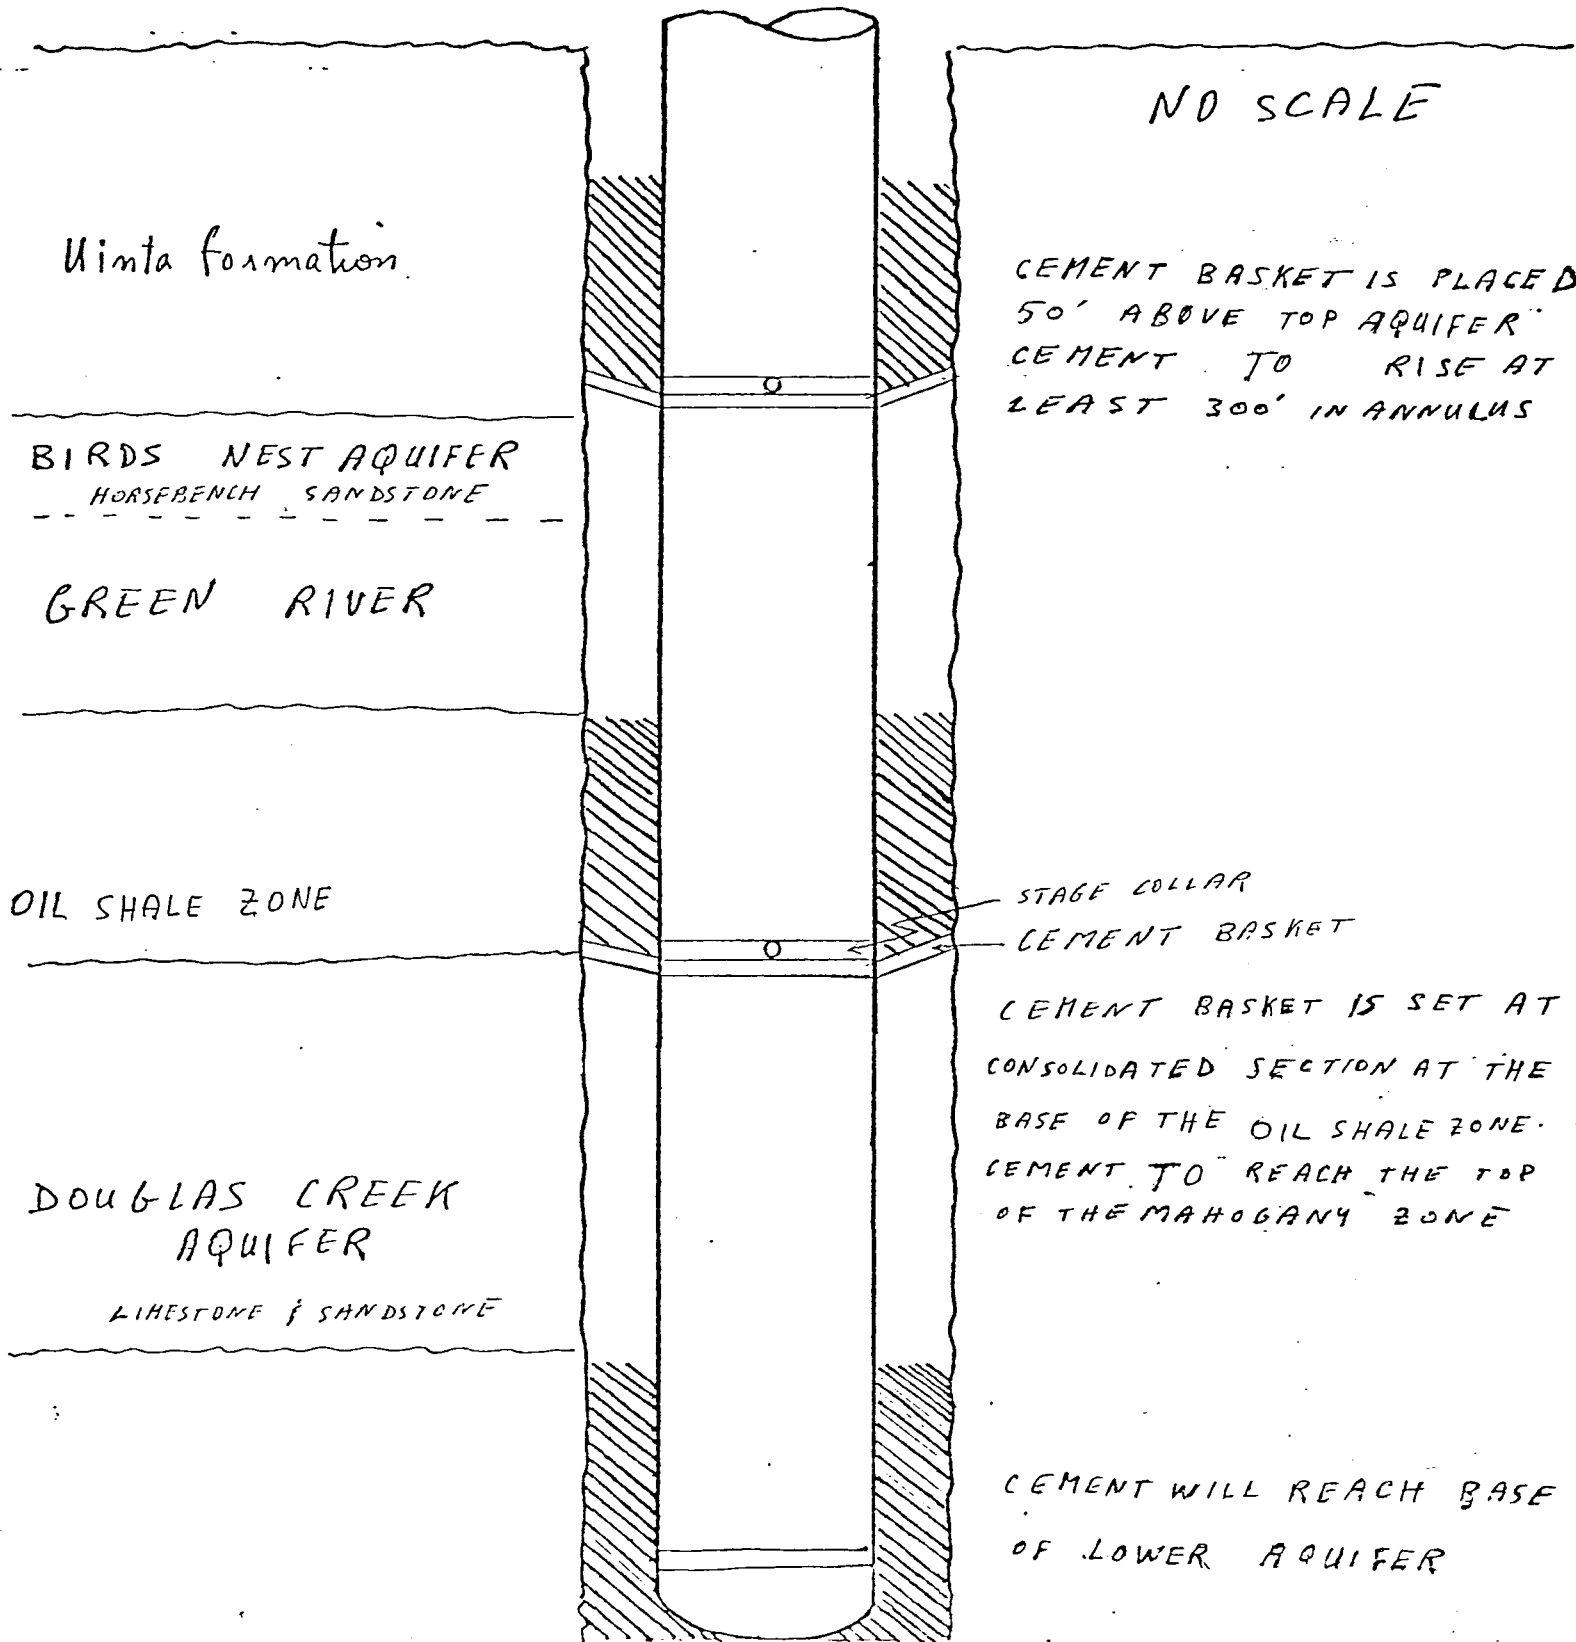 NO SCALE
Uinta formation.
CEMENT BASKET IS PLACED
50' ABOVE TOP AQUIFER
CEMENT TO RISE AT
LEAST 300' IN ANNULUS
BIRDS NEST AQUIFER
HORSEBENCH SANDSTONE
GREEN RIVER
OIL SHALE ZONE
STAGE COLLAR
CEMENT BASKET
CEMENT BASKET IS SET AT
CONSOLIDATED SECTION AT THE
BASE OF THE OIL SHALE ZONE.
CEMENT TO REACH THE TOP
OF THE MAHOGANY ZONE
DOUGLAS CREEK
AQUIFER
LIMESTONE & SANDSTONE
CEMENT WILL REACH BASE
OF LOWER AQUIFER